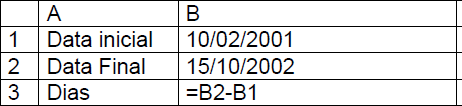 A B
1 Data inicial 10/02/2001
2 Data Final 15/10/2002
3 Dias =B2-B1